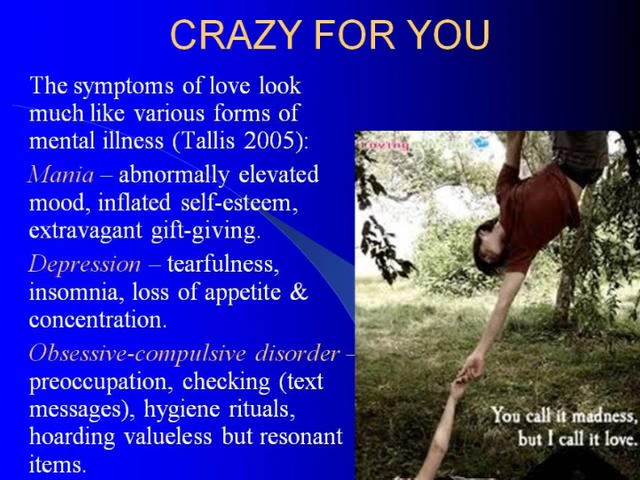 CRAZY FOR YOU
The symptoms of love look
much like various forms of
mental illness (Tallis 2005):
Mania – abnormally elevated
mood, inflated self-esteem,
extravagant gift-giving.
Depression – tearfulness,
insomnia, loss of appetite &
concentration.
Obsessive-compulsive disorder –
preoccupation, checking (text
messages), hygiene rituals,
hoarding valueless but resonant
items.
You call it madness,
but I call it love.